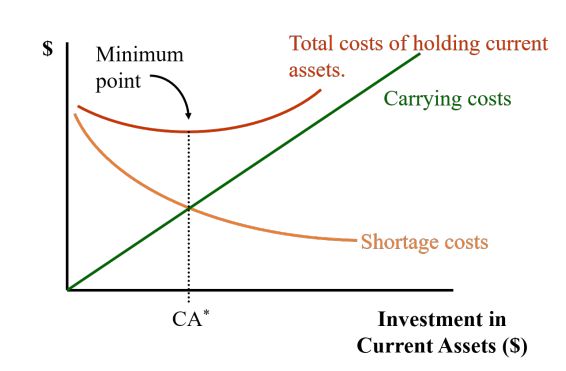 $
Minimum
point
Total costs of holding current
assets.
Carrying costs
Shortage costs
CA*
Investment in
Current Assets ($)